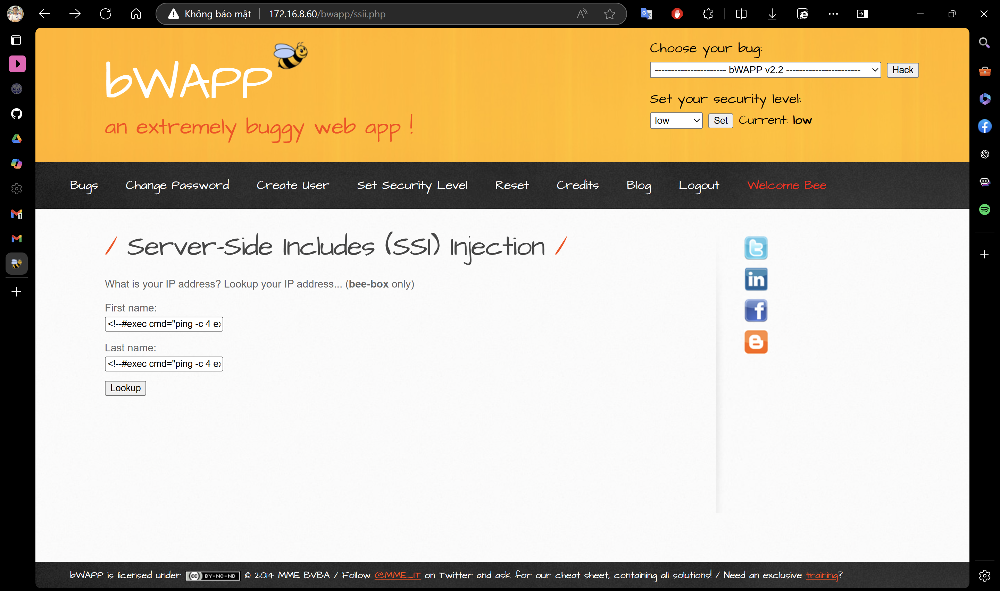 Không bảo mật 172.16.8.60/bwapp/ssii.php
bWAPP
an extremely buggy web app !
Choose your bug:
---------------------- bWAPP v2.2 ----------------------- Hack
Set your security level:
low Set Current: low
Bugs Change Password Create User Set Security Level Reset Credits Blog Logout Welcome Bee
/ Server-Side Includes (SSI) Injection /
What is your IP address? Lookup your IP address... (bee-box only)
First name:
<!--#exec cmd="ping -c 4 ex
Last name:
<!--#exec cmd="ping -c 4 ex
Lookup
bWAPP is licensed under (cc) BY-NC-ND © 2014 MME BVBA / Follow @MME_IT on Twitter and ask for our cheat sheet, containing all solutions! / Need an exclusive training?